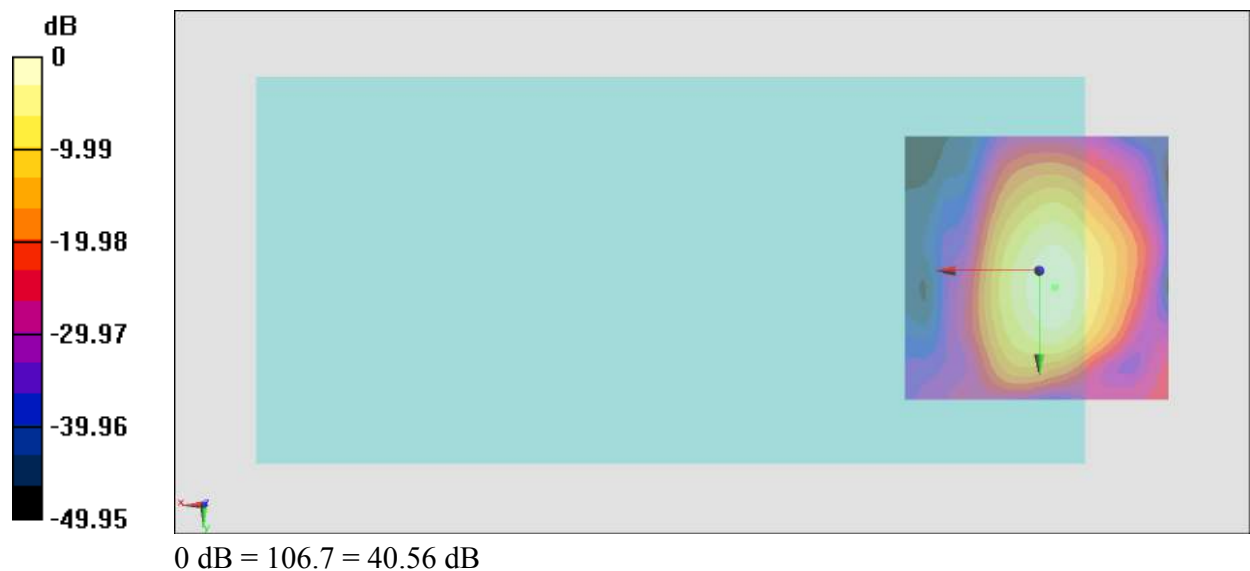 dB
0
-9.99
-19.98
-29.97
-39.96
-49.95
x
z
y
0 dB = 106.7 = 40.56 dB